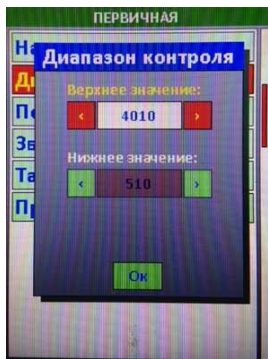 ПЕРВИЧНАЯ
Диапазон контроля
Верхнее значение:
‹ 4010 ›
Нижнее значение:
‹ 510 ›
Ок